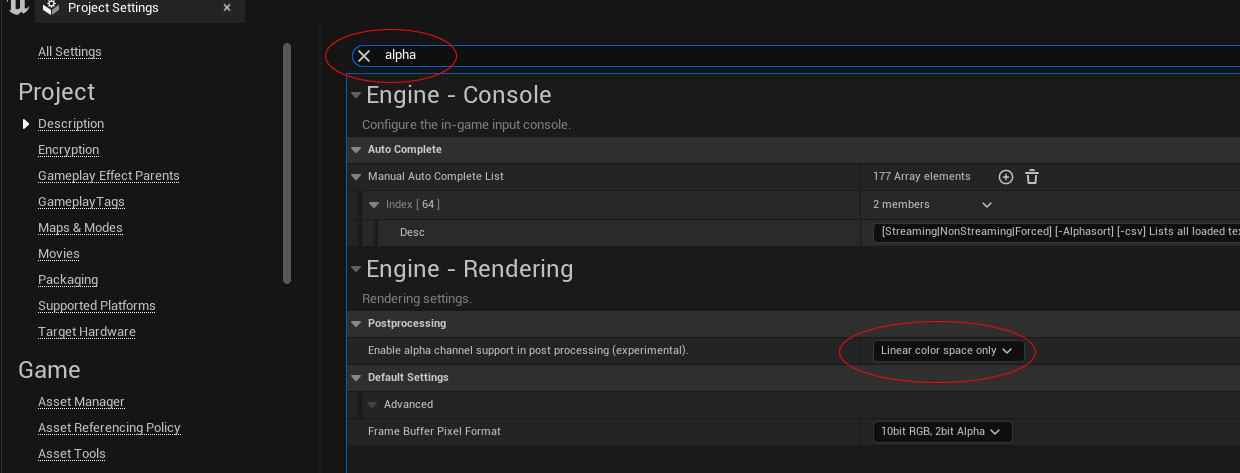 Project Settings
All Settings
Project
Description
Encryption
Gameplay Effect Parents
GameplayTags
Maps & Modes
Movies
Packaging
Supported Platforms
Target Hardware
Game
Asset Manager
Asset Referencing Policy
Asset Tools
alpha
Engine - Console
Configure the in-game input console.
Auto Complete
Manual Auto Complete List 177 Array elements
Index [ 64 ] 2 members
Desc [Streaming|NonStreaming|Forced] [-Alphasort] [-csv] Lists all loaded te
Engine - Rendering
Rendering settings.
Postprocessing
Enable alpha channel support in post processing (experimental). Linear color space only
Default Settings
Advanced
Frame Buffer Pixel Format 10bit RGB, 2bit Alpha